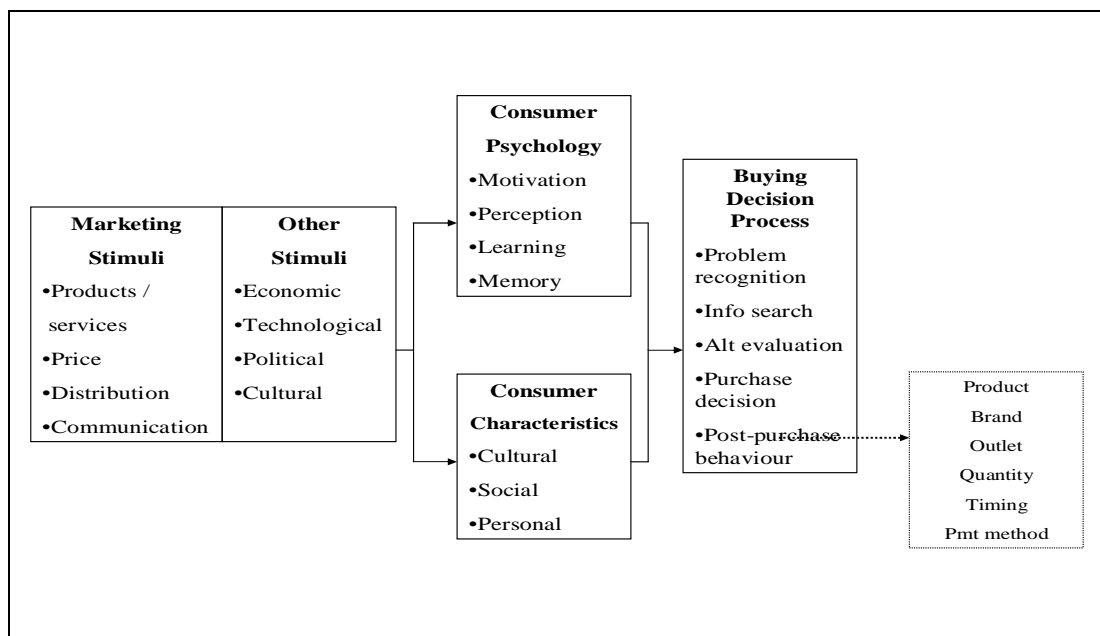 Marketing
Stimuli
•Products /
services
•Price
•Distribution
•Communication
Other
Stimuli
•Economic
•Technological
•Political
•Cultural
Consumer
Psychology
•Motivation
•Perception
•Learning
•Memory
Consumer
Characteristics
•Cultural
•Social
•Personal
Buying
Decision
Process
•Problem
recognition
•Info search
•Alt evaluation
•Purchase
decision
•Post-purchase
behaviour
Product
Brand
Outlet
Quantity
Timing
Pmt method